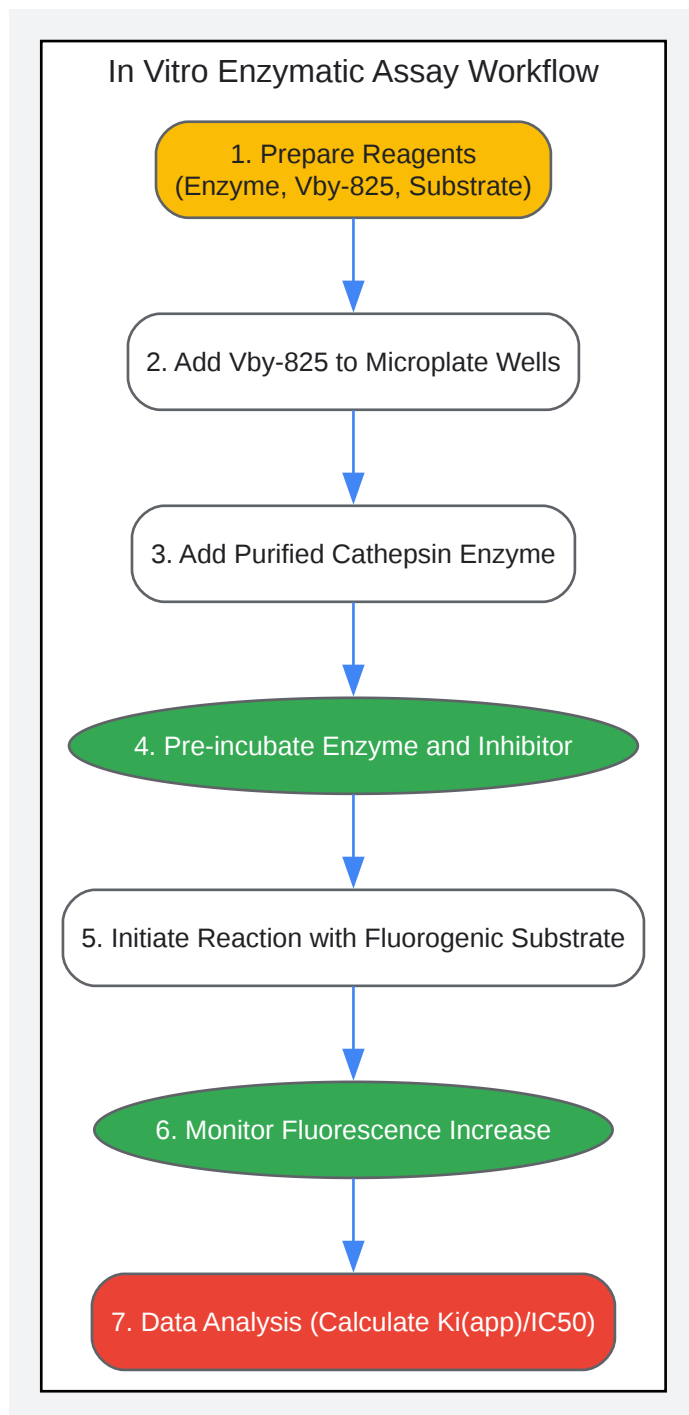 In Vitro Enzymatic Assay Workflow
1. Prepare Reagents
(Enzyme, Vby-825, Substrate)
2. Add Vby-825 to Microplate Wells
3. Add Purified Cathepsin Enzyme
4. Pre-incubate Enzyme and Inhibitor
5. Initiate Reaction with Fluorogenic Substrate
6. Monitor Fluorescence Increase
7. Data Analysis (Calculate Ki(app)/IC50)